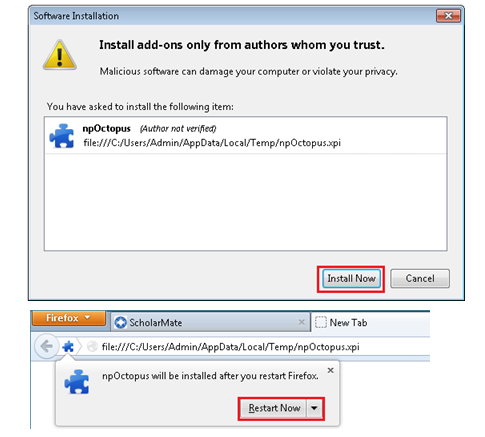 Software Installation
Install add-ons only from authors whom you trust.
Malicious software can damage your computer or violate your privacy.
You have asked to install the following item:
npOctopus (Author not verified)
file:///C:/Users/Admin/AppData/Local/Temp/npOctopus.xpi
Install Now Cancel
Firefox ScholarMate New Tab
file:///C:/Users/Admin/AppData/Local/Temp/npOctopus.xpi
npOctopus will be installed after you restart Firefox.
Restart Now